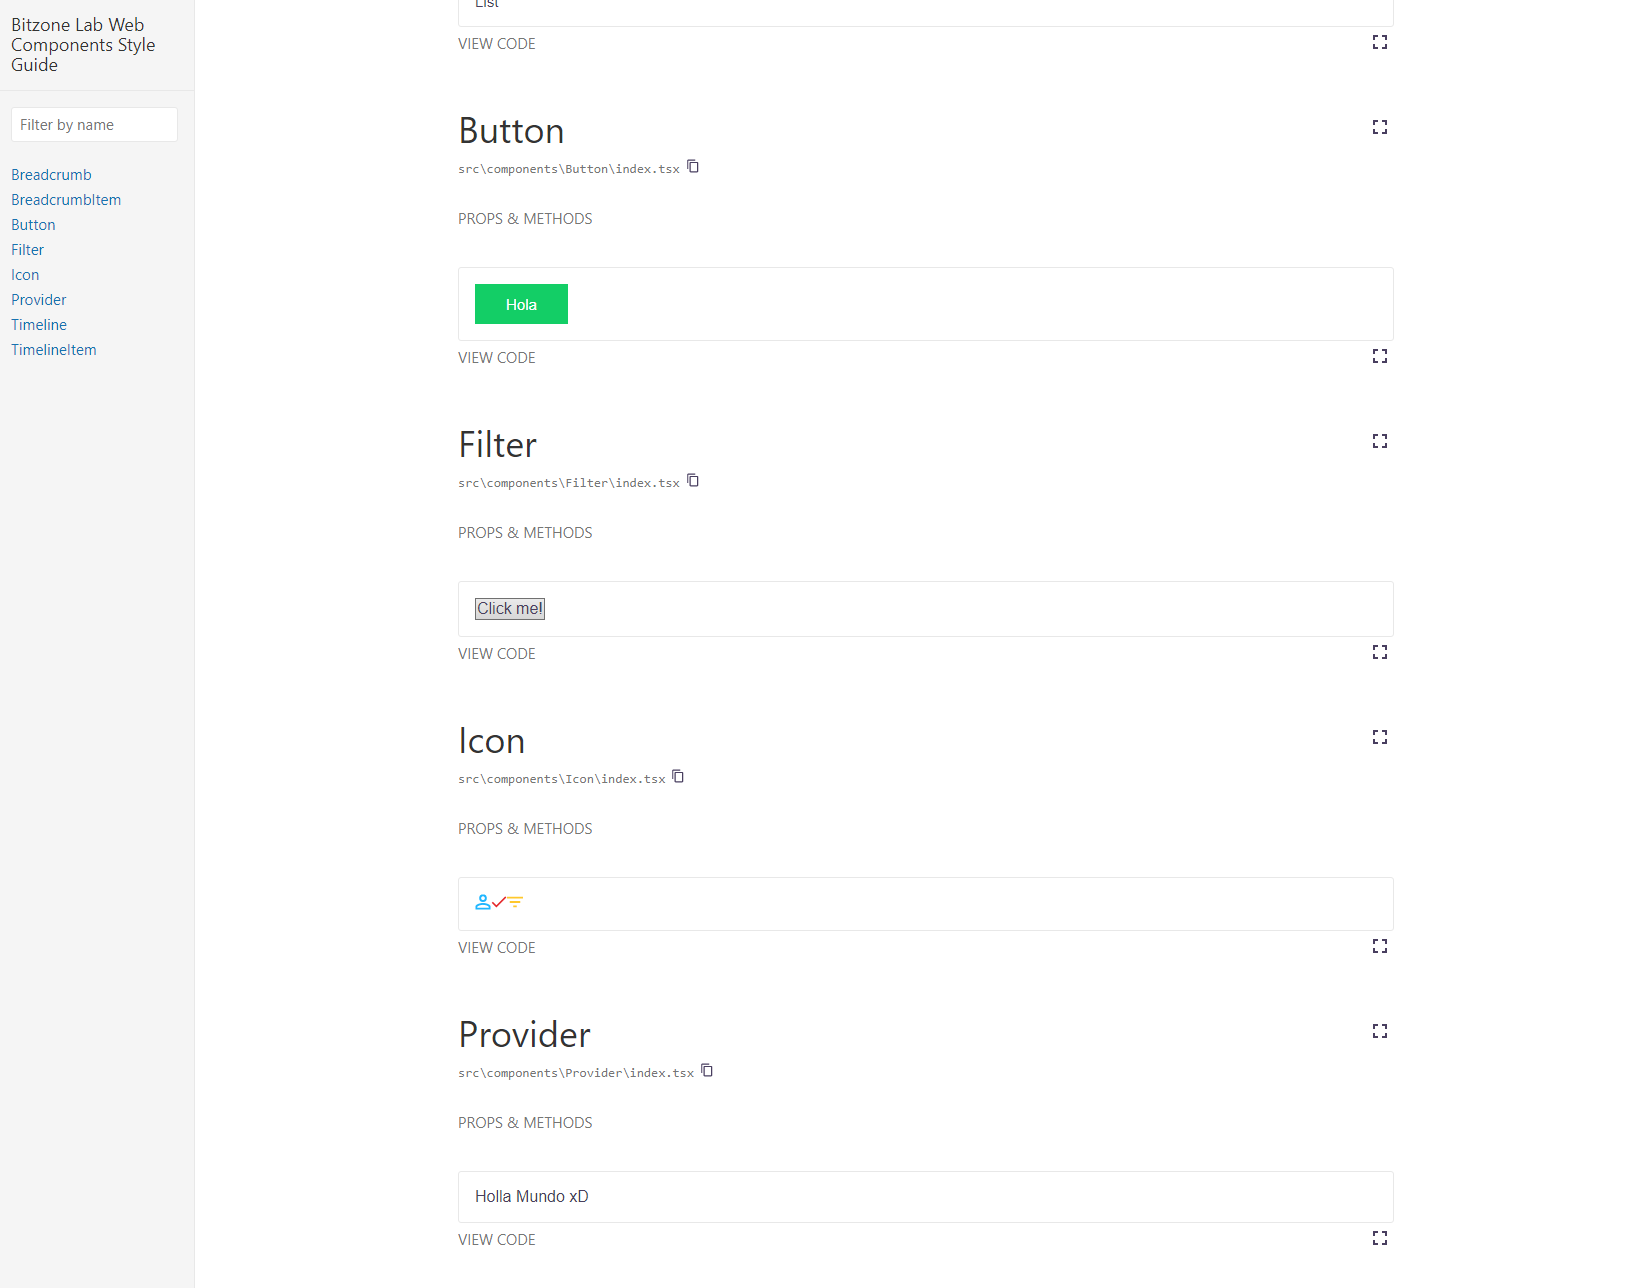 Bitzone Lab Web
Components Style
Guide
Filter by name
Breadcrumb
BreadcrumbItem
Button
Filter
Icon
Provider
Timeline
TimelineItem
List
VIEW CODE
Button
src\components\Button\index.tsx
PROPS & METHODS
Hola
VIEW CODE
Filter
src\components\Filter\index.tsx
PROPS & METHODS
Click me!
VIEW CODE
Icon
src\components\Icon\index.tsx
PROPS & METHODS
VIEW CODE
Provider
src\components\Provider\index.tsx
PROPS & METHODS
Holla Mundo xD
VIEW CODE